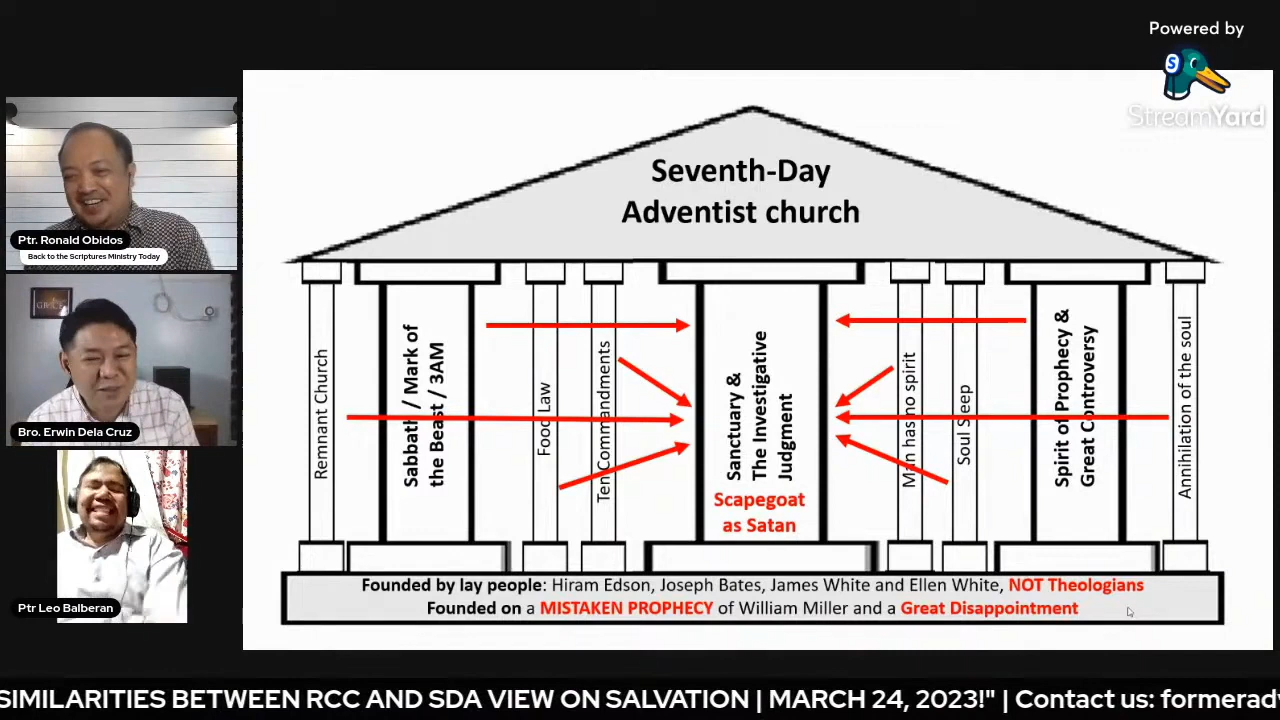 Powered by
S
StreamYard
Ptr. Ronald Obidos
Back to the Scriptures Ministry Today
Bro. Erwin Dela Cruz
Ptr Leo Balberan
Seventh-Day
Adventist church
Remnant Church
Sabbath / Mark of
the Beast / 3AM
Food Law
Ten Commandments
Sanctuary &
The Investigative
Judgment
Scapegoat
as Satan
Man has no spirit
Soul Sleep
Spirit of Prophecy &
Great Controversy
Annihilation of the soul
Founded by lay people: Hiram Edson, Joseph Bates, James White and Ellen White, NOT Theologians
Founded on a MISTAKEN PROPHECY of William Miller and a Great Disappointment
SIMILARITIES BETWEEN RCC AND SDA VIEW ON SALVATION | MARCH 24, 2023!" | Contact us: formerad